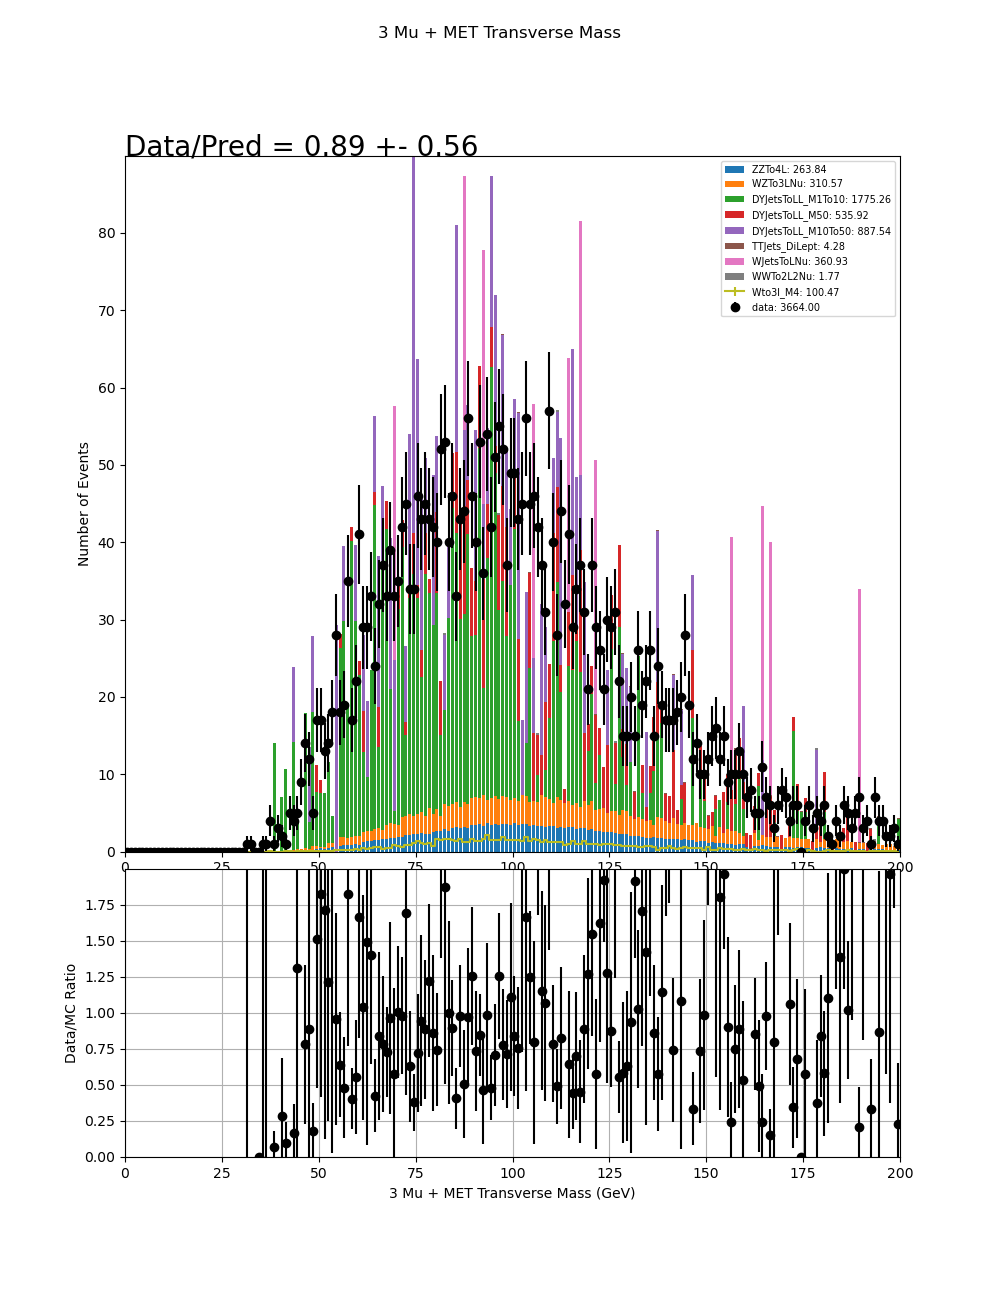 3 Mu + MET Transverse Mass
Data/Pred = 0.89 +- 0.56
ZZTo4L: 263.84
WZTo3LNu: 310.57
DYJetsToLL_M1To10: 1775.26
DYJetsToLL_M50: 535.92
DYJetsToLL_M10To50: 887.54
TTJets_DiLept: 4.28
WJetsToLNu: 360.93
WWTo2L2Nu: 1.77
Wto3l_M4: 100.47
data: 3664.00
Number of Events
80
70
60
50
40
30
20
10
0
0 25 50 75 100 125 150 175 200
Data/MC Ratio
1.75
1.50
1.25
1.00
0.75
0.50
0.25
0.00
0 25 50 75 100 125 150 175 200
3 Mu + MET Transverse Mass (GeV)